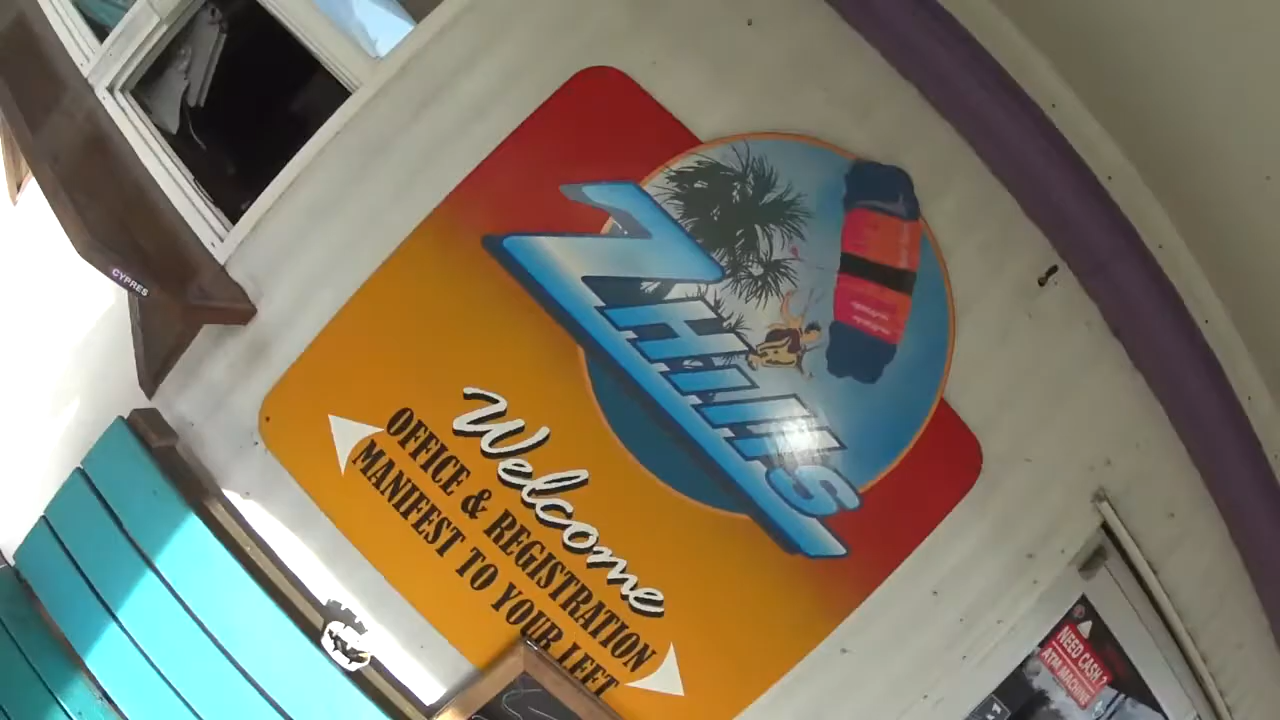 CYPRES
ZHILLS
Welcome
OFFICE & REGISTRATION
MANIFEST TO YOUR LEFT
NEED CASH?
ATM MACHINE